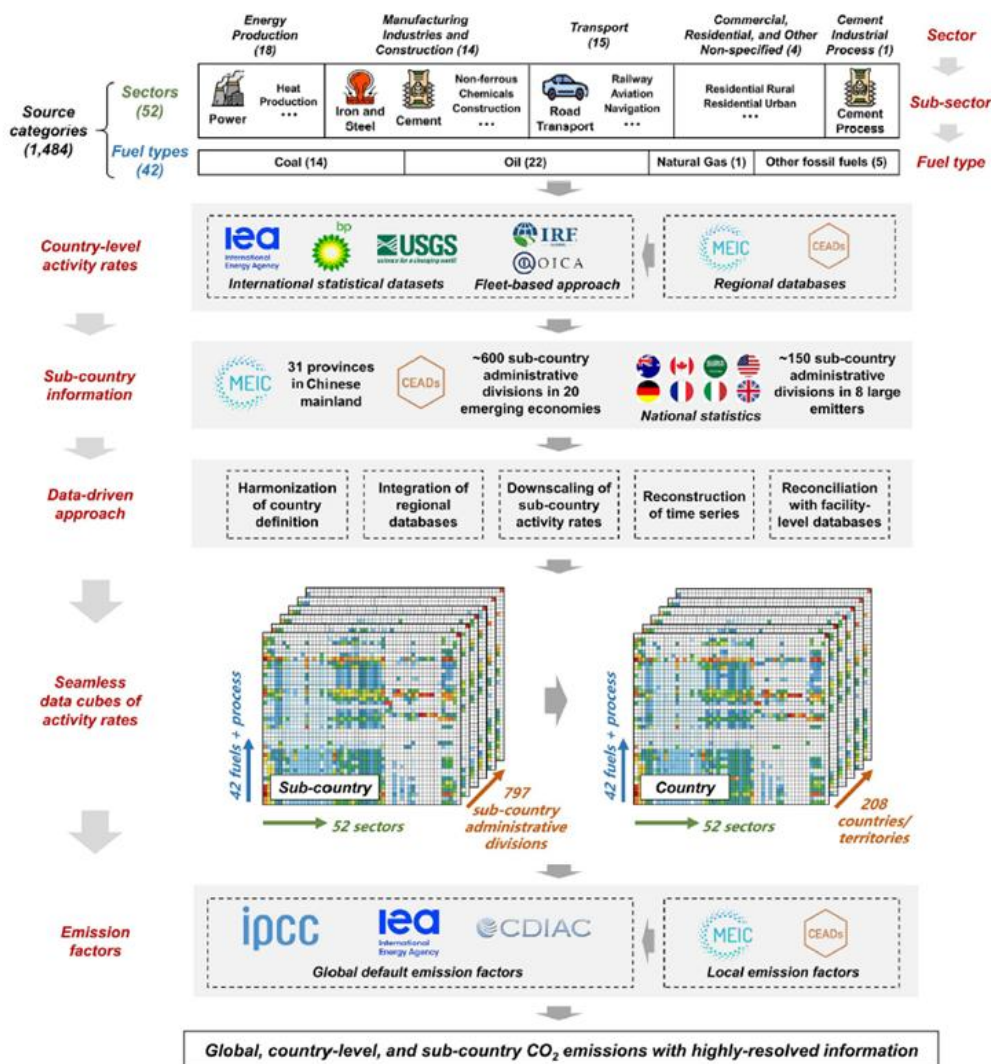 Energy
Production
(18)
Manufacturing
Industries and
Construction (14)
Transport
(15)
Commercial,
Residential, and Other
Non-specified (4)
Cement
Industrial
Process (1)
Sector
Source
categories
(1,484)
Sectors
(52)
Fuel types
(42)
Power
Heat
Production
...
Iron and
Steel
Cement
Non-ferrous
Chemicals
Construction
...
Road
Transport
Railway
Aviation
Navigation
...
Residential Rural
Residential Urban
...
Cement
Process
Sub-sector
Coal (14)
Oil (22)
Natural Gas (1)
Other fossil fuels (5)
Fuel type
Country-level
activity rates
iea
International
Energy Agency
bp
USGS
science for a changing world
International statistical datasets
IRF
OICA
Fleet-based approach
MEIC
CEADs
Regional databases
Sub-country
information
MEIC
31 provinces
in Chinese
mainland
CEADs
~600 sub-country
administrative
divisions in 20
emerging economies
National statistics
~150 sub-country
administrative
divisions in 8 large
emitters
Data-driven
approach
Harmonization
of country
definition
Integration of
regional
databases
Downscaling of
sub-country
activity rates
Reconstruction
of time series
Reconciliation
with facility-
level databases
Seamless
data cubes of
activity rates
42 fuels + process
Sub-country
52 sectors
797
sub-country
administrative
divisions
42 fuels + process
Country
52 sectors
208
countries/
territories
Emission
factors
ipcc
iea
International
Energy Agency
CDIAC
Global default emission factors
MEIC
CEADs
Local emission factors
Global, country-level, and sub-country CO₂ emissions with highly-resolved information